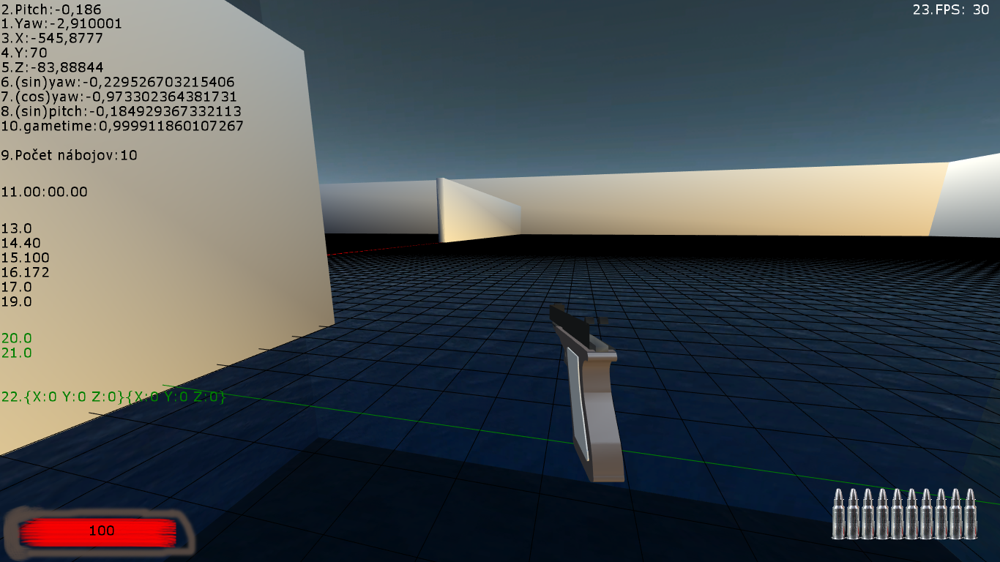 2.Pitch:-0,186
1.Yaw:-2,910001
3.X:-545,8777
4.Y:70
5.Z:-83,88844
6.(sin)yaw:-0,229526703215406
7.(cos)yaw:-0,973302364381731
8.(sin)pitch:-0,184929367332113
10.gametime:0,999911860107267
9.Počet nábojov:10
11.00:00.00
13.0
14.40
15.100
16.172
17.0
19.0
20.0
21.0
22.{X:0 Y:0 Z:0}{X:0 Y:0 Z:0}
23.FPS: 30
100